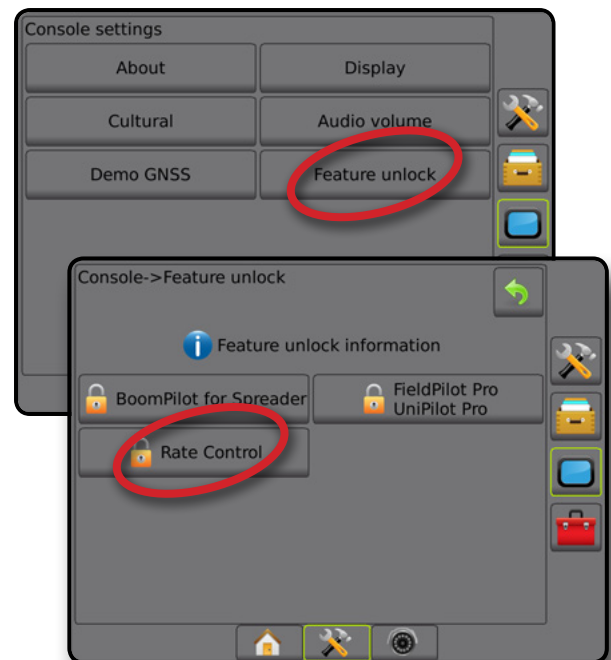 Console settings
About
Display
Cultural
Audio volume
Demo GNSS
Feature unlock
Console->Feature unlock
Feature unlock information
BoomPilot for Spreader
FieldPilot Pro
UniPilot Pro
Rate Control